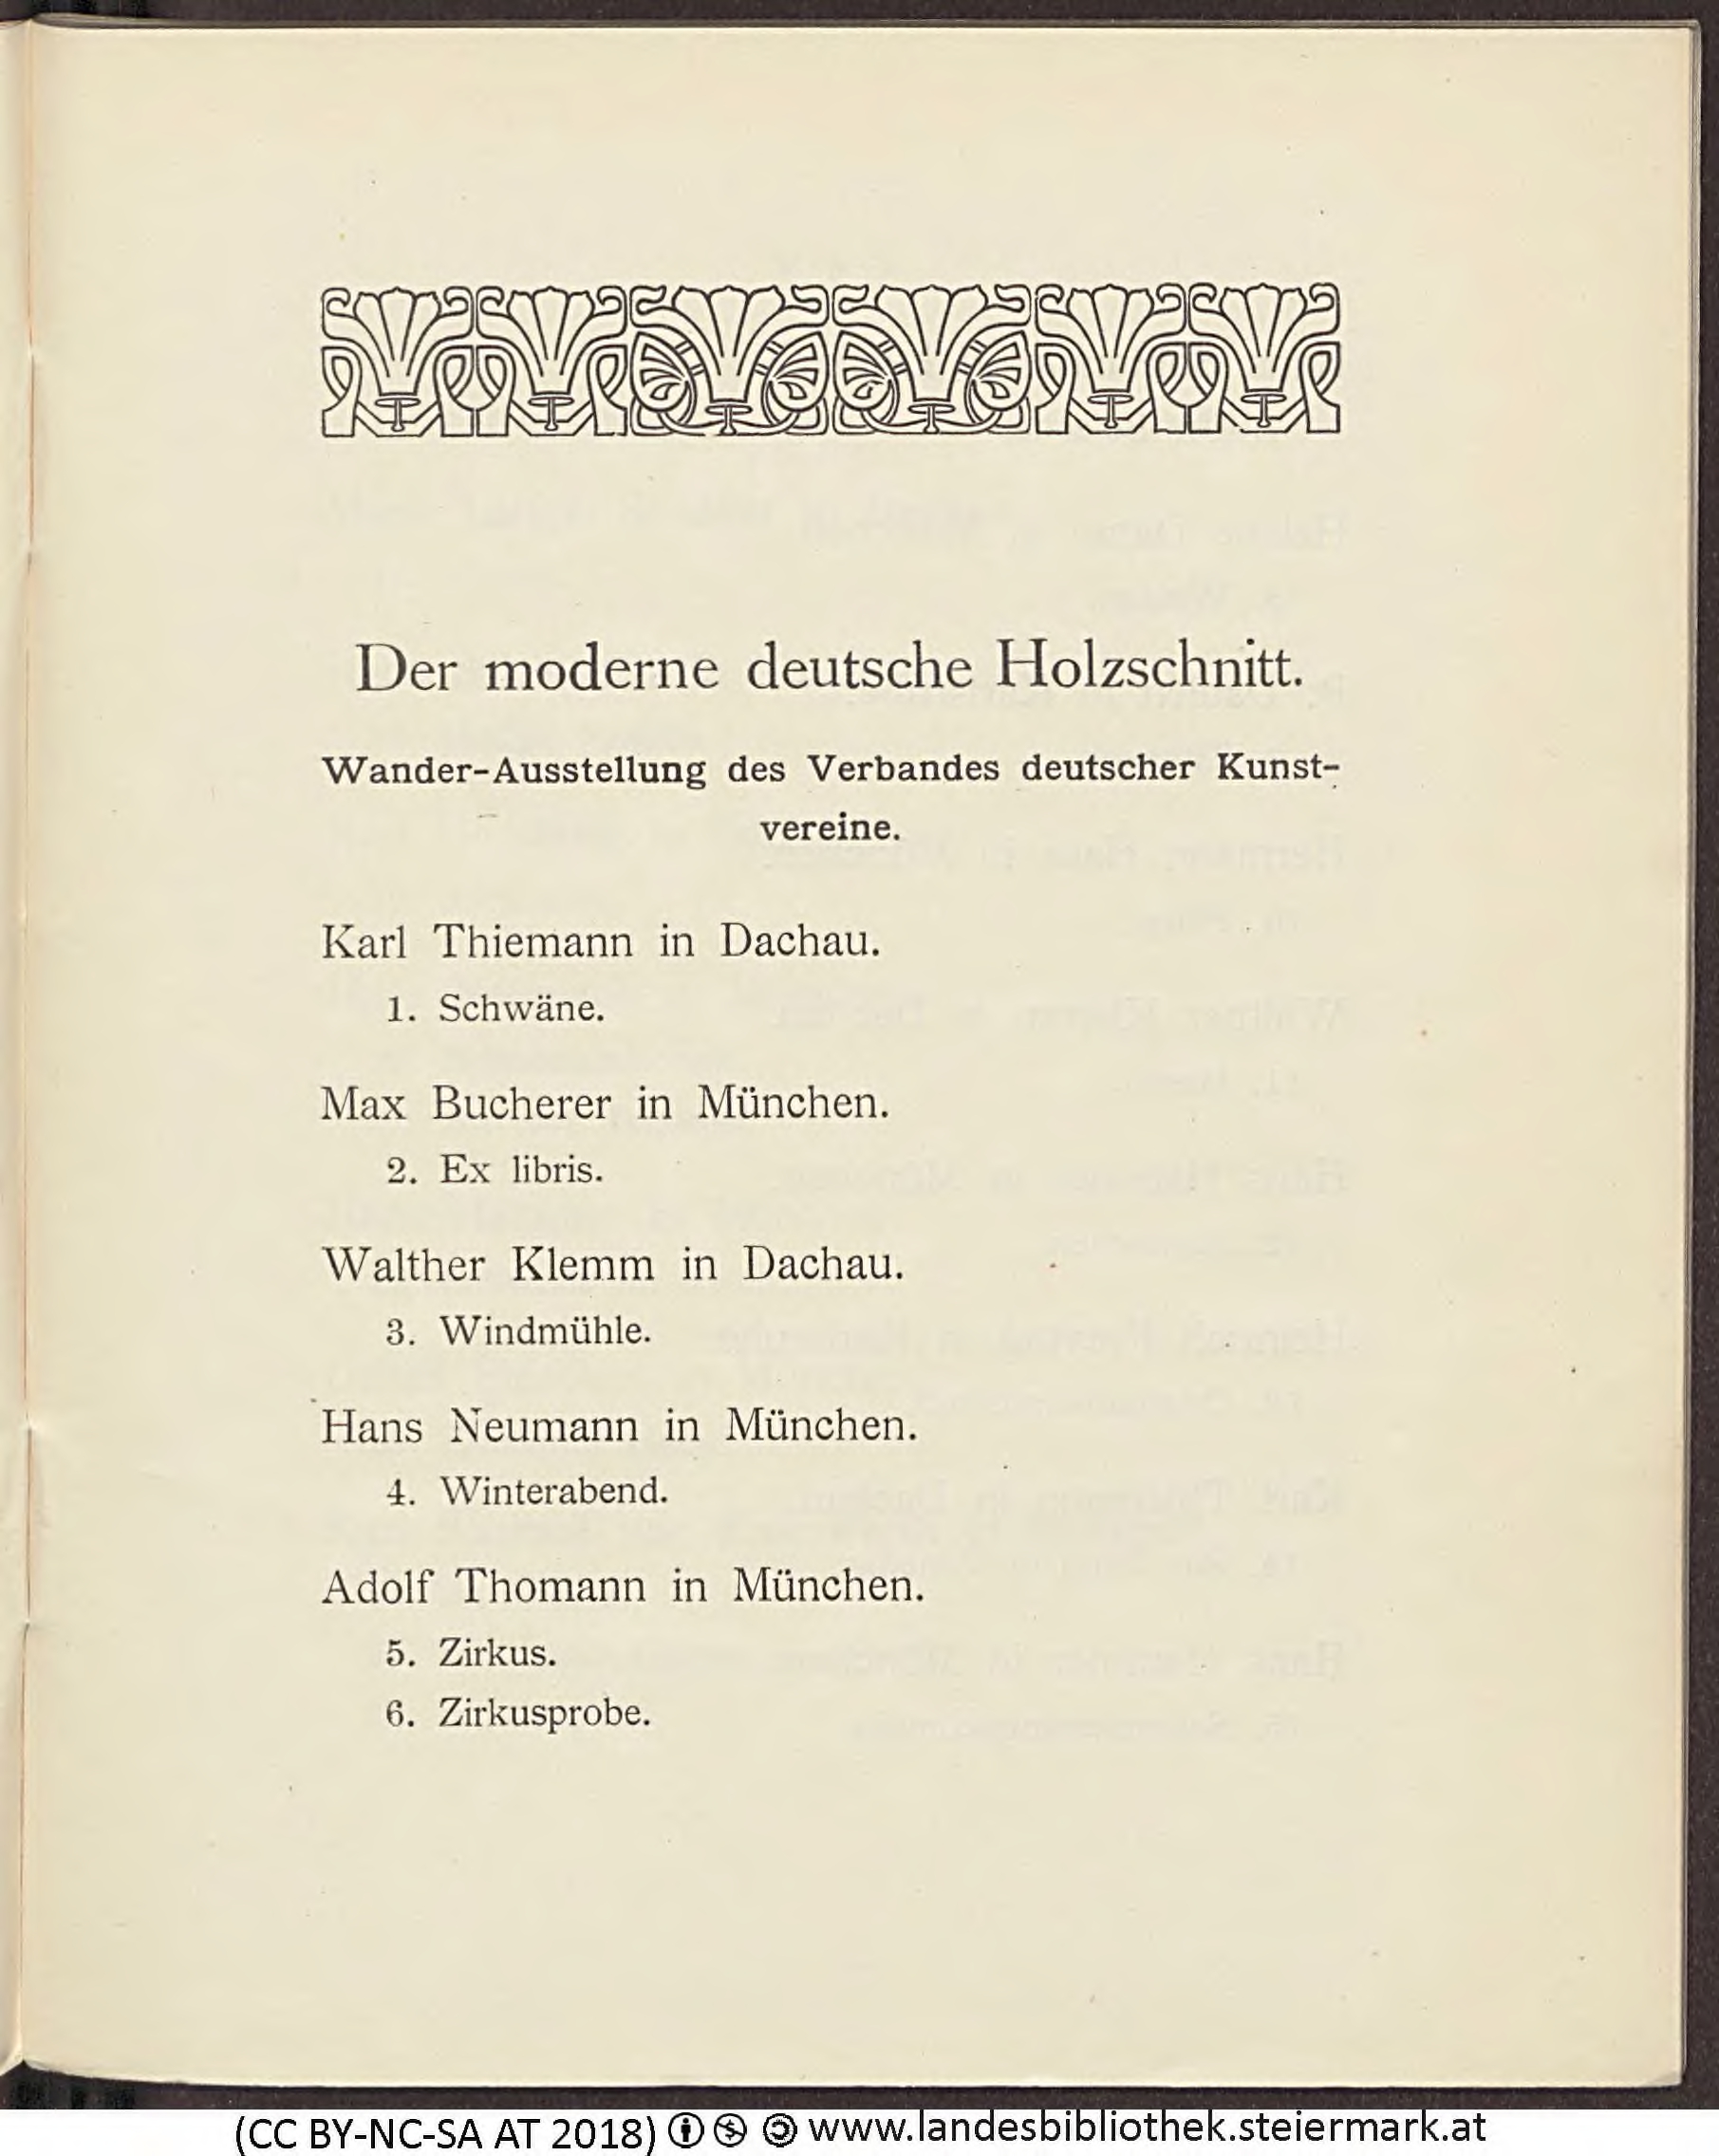 Der moderne deutsche Holzschnitt.
Wander-Ausstellung des Verbandes deutscher Kunst-
vereine.
Karl Thiemann in Dachau.
1. Schwäne.
Max Bucherer in München.
2. Ex libris.
Walther Klemm in Dachau.
3. Windmühle.
Hans Neumann in München.
4. Winterabend.
Adolf Thomann in München.
5. Zirkus.
6. Zirkusprobe.
(CC BY-NC-SA AT 2018) www.landesbibliothek.steiermark.at